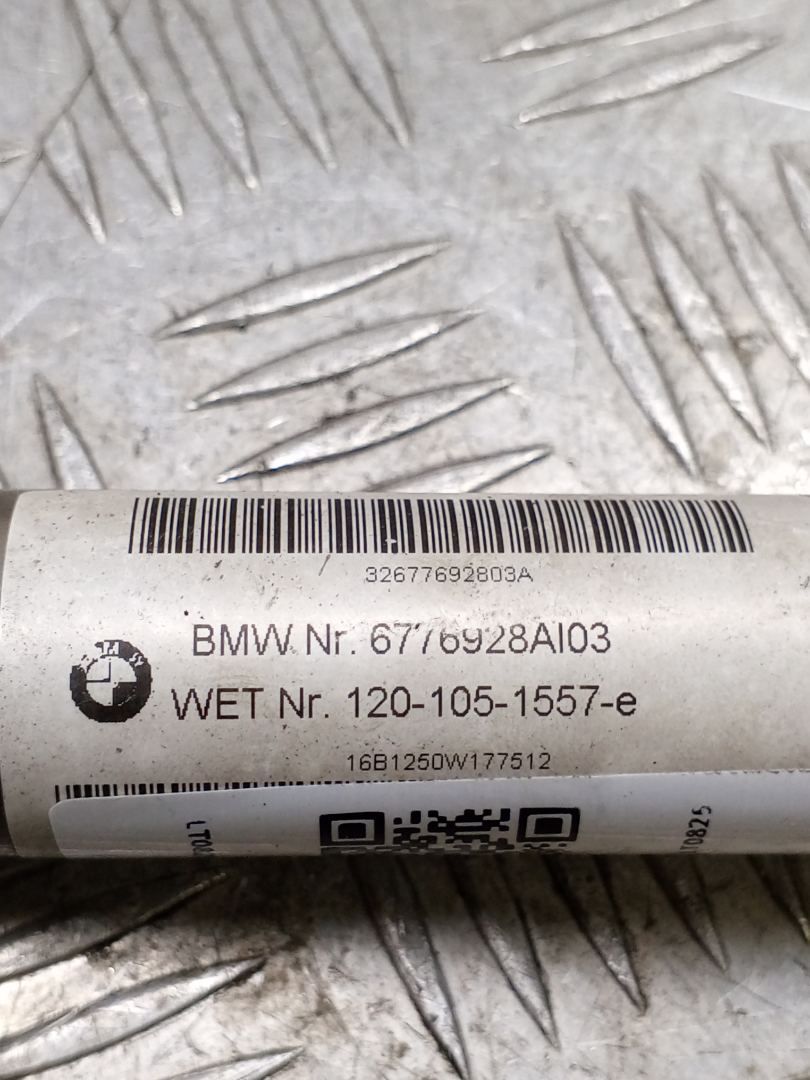 32677692803A
BMW Nr. 6776928AI03
WET Nr. 120-105-1557-e
16B1250W177512